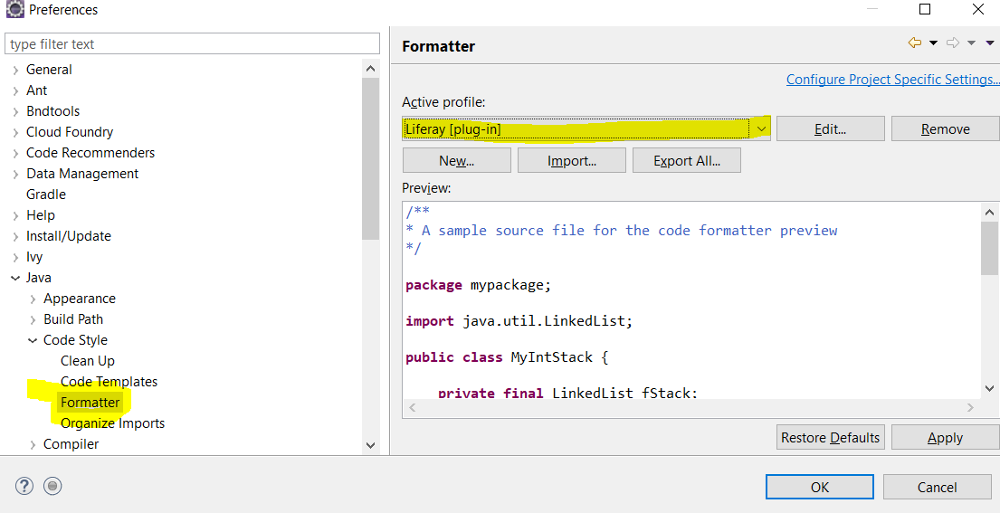 Preferences
type filter text
General
Ant
Bndtools
Cloud Foundry
Code Recommenders
Data Management
Gradle
Help
Install/Update
Ivy
Java
Appearance
Build Path
Code Style
Clean Up
Code Templates
Formatter
Organize Imports
Compiler
Formatter
Configure Project Specific Settings...
Active profile:
Liferay [plug-in]
Edit...
Remove
New...
Import...
Export All...
Preview:
/**
* A sample source file for the code formatter preview
*/
package mypackage;
import java.util.LinkedList;
public class MyIntStack {
private final LinkedList fStack;
Restore Defaults
Apply
?
OK
Cancel